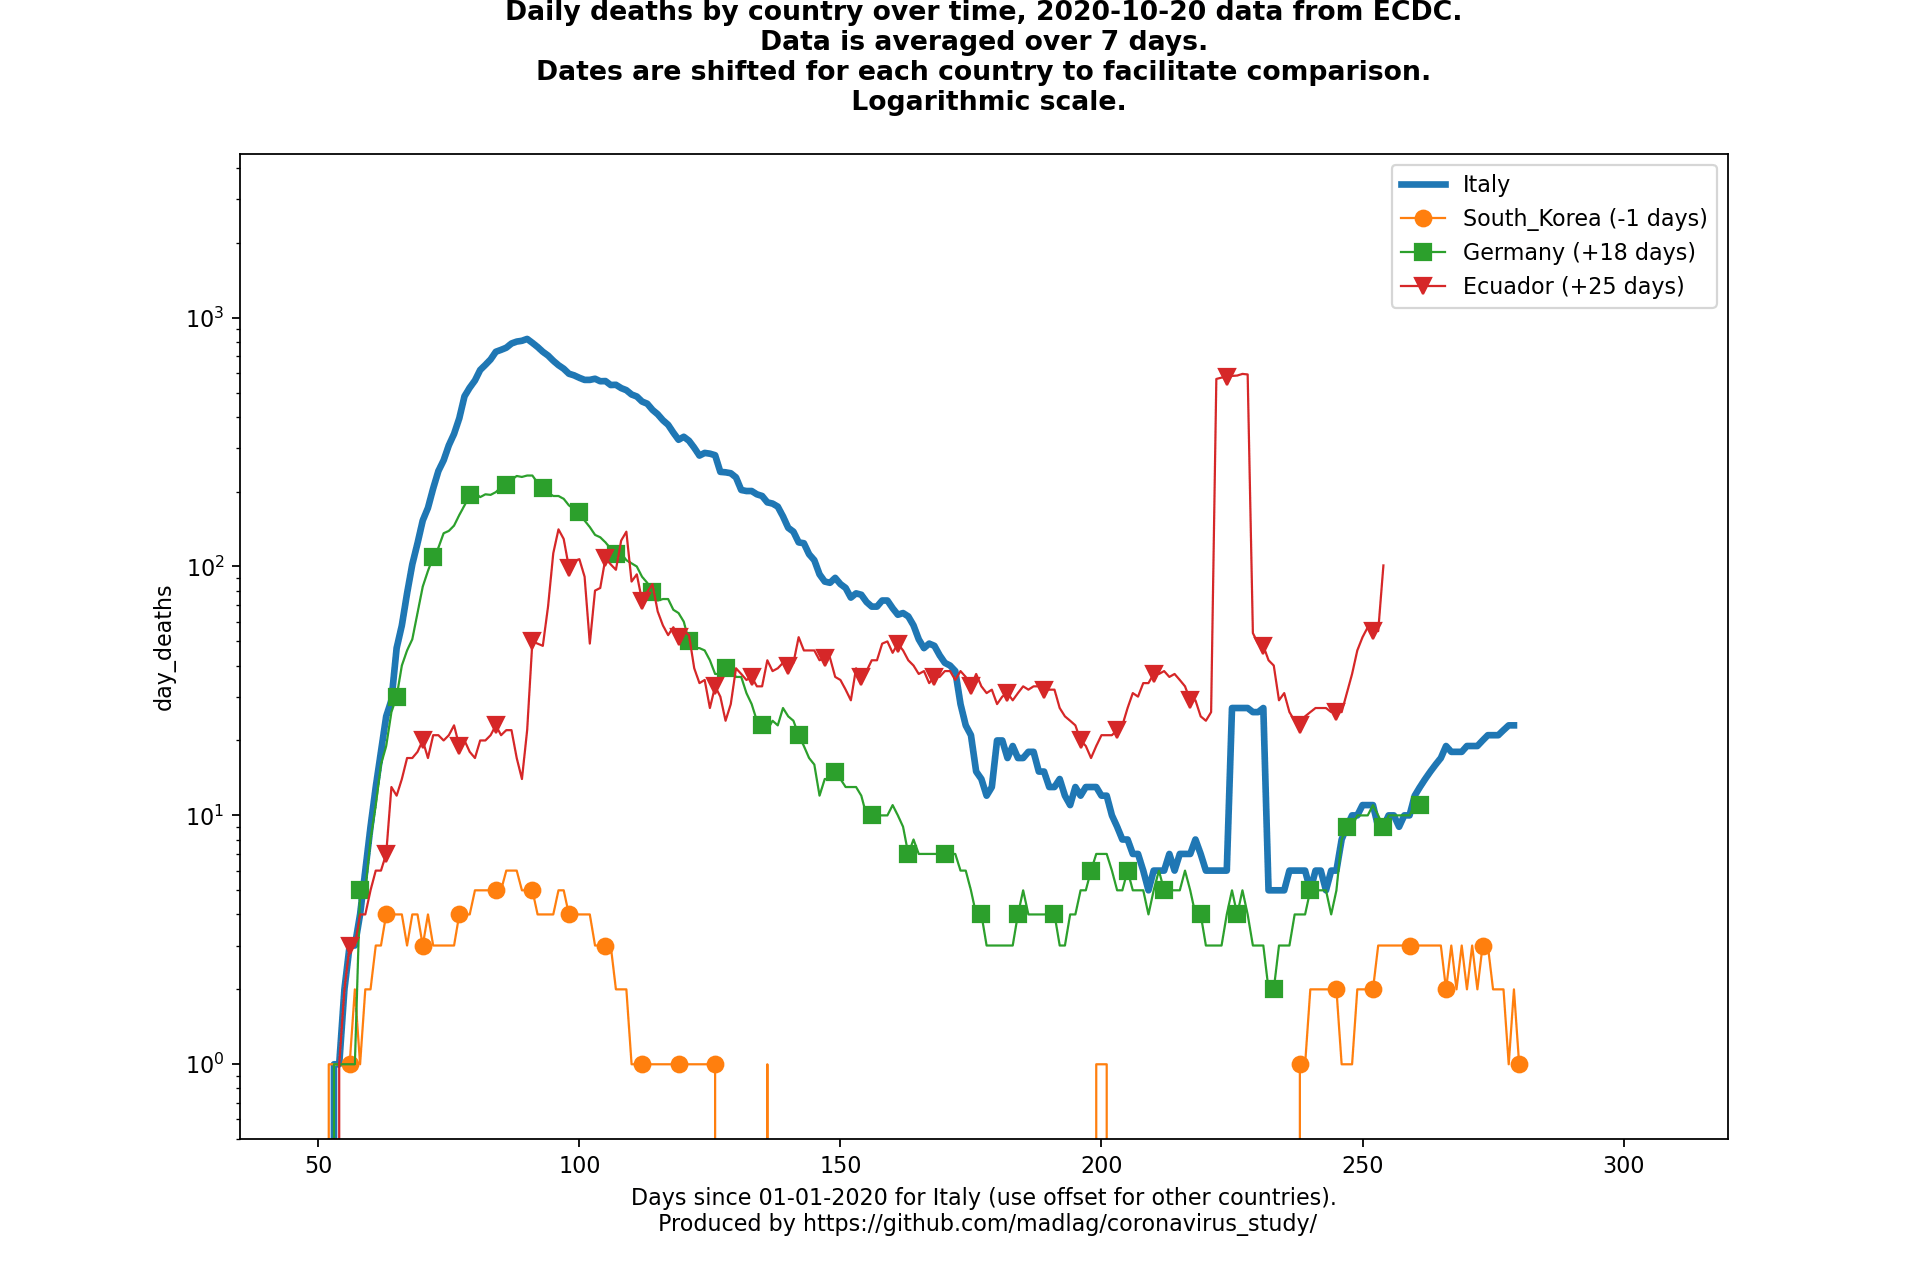 Daily deaths by country over time, 2020-10-20 data from ECDC.
Data is averaged over 7 days.
Dates are shifted for each country to facilitate comparison.
Logarithmic scale.
Italy
South_Korea (-1 days)
Germany (+18 days)
Ecuador (+25 days)
10³
10²
10¹
10⁰
day_deaths
50
100
150
200
250
300
Days since 01-01-2020 for Italy (use offset for other countries).
Produced by https://github.com/madlag/coronavirus_study/